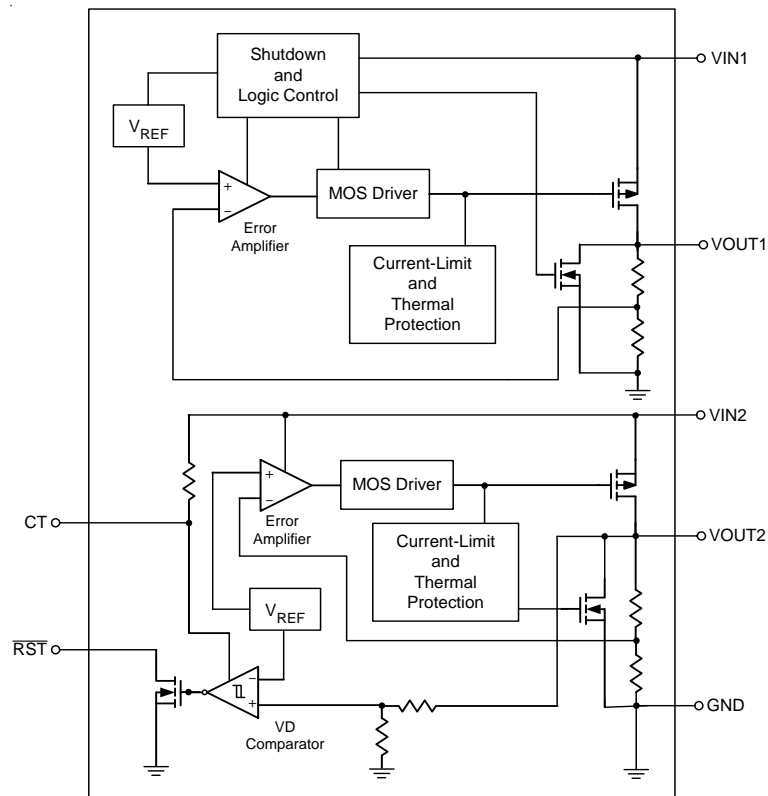 Shutdown
and
Logic Control
VIN1
VREF
+
−
MOS Driver
Error
Amplifier
VOUT1
Current-Limit
and
Thermal
Protection
VIN2
+
−
MOS Driver
Error
Amplifier
CT
VOUT2
Current-Limit
and
Thermal
Protection
VREF
RST
−
+
VD
Comparator
GND